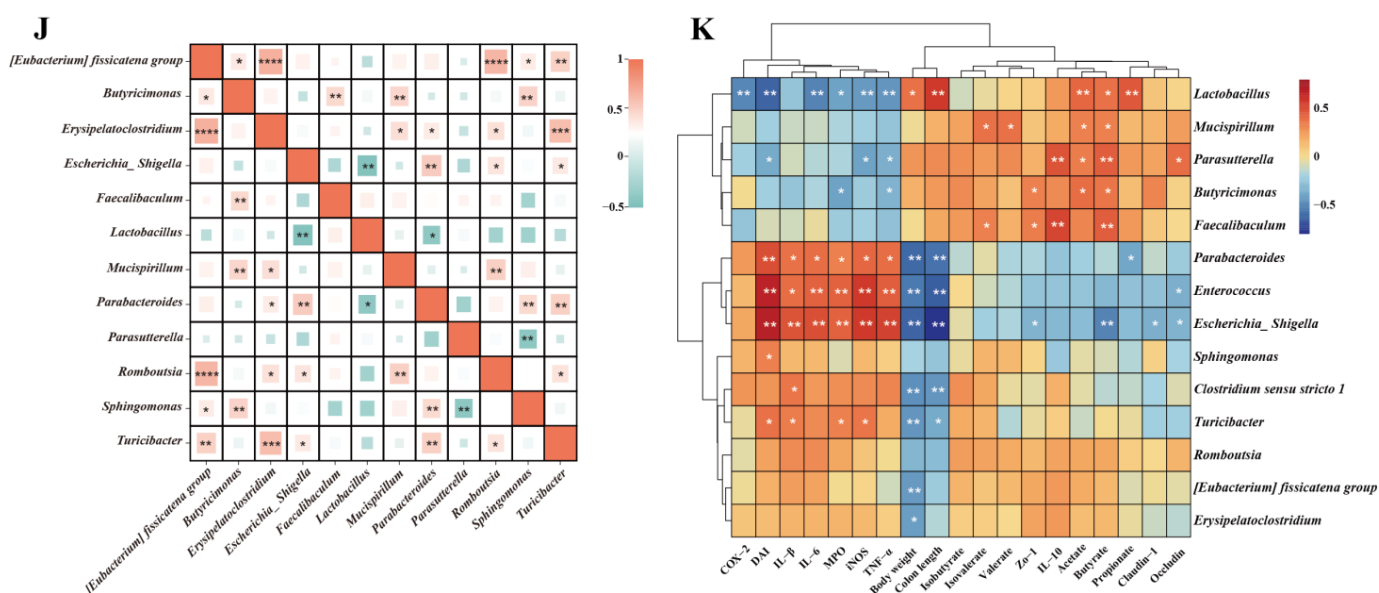 J
[Eubacterium] fissicatena group
Butyricimonas
Erysipelatoclostridium
Escherichia_ Shigella
Faecalibaculum
Lactobacillus
Mucispirillum
Parabacteroides
Parasutterella
Romboutsia
Sphingomonas
Turicibacter
* **** **** * **
* ** ** **
**** * * * ***
** ** * *
**
** *
** * **
* ** * ** **
**
**** * * ** *
* ** ** **
** *** * ** *
[Eubacterium] fissicatena group
Butyricimonas
Erysipelatoclostridium
Escherichia_ Shigella
Faecalibaculum
Lactobacillus
Mucispirillum
Parabacteroides
Parasutterella
Romboutsia
Sphingomonas
Turicibacter
1
0.5
0
−0.5
K
** ** ** * ** ** * ** ** * ** Lactobacillus
* * * * Mucispirillum
* * * ** * ** * Parasutterella
* * * * * Butyricimonas
* * ** ** Faecalibaculum
** * * * * * ** ** * Parabacteroides
** * ** ** ** ** ** ** * Enterococcus
** ** ** ** ** ** ** ** * ** * * Escherichia_ Shigella
* Sphingomonas
* ** ** Clostridium sensu stricto 1
* * * * ** * Turicibacter
Romboutsia
** [Eubacterium] fissicatena group
* Erysipelatoclostridium
COX-2
DAI
IL-β
IL-6
MPO
iNOS
TNF-α
Body weight
Colon length
Isobutyrate
Isovalerate
Valerate
Zo-1
IL-10
Acetate
Butyrate
Propionate
Claudin-1
Occludin
0.5
0
−0.5